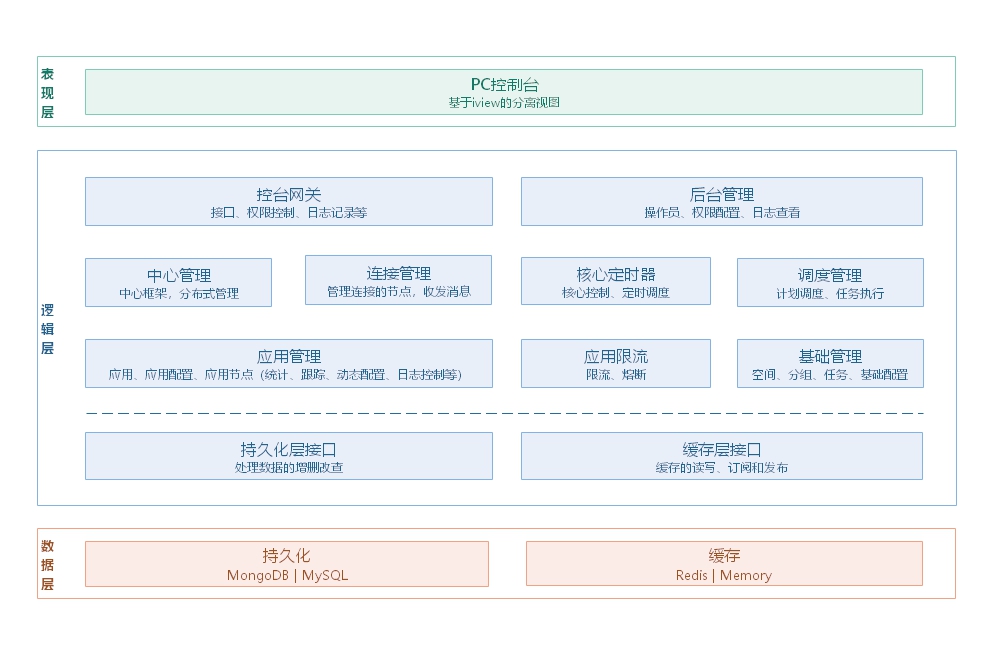 表现层
PC控制台
基于iview的分离视图
逻辑层
控台网关
接口、权限控制、日志记录等
后台管理
操作员、权限配置、日志查看
中心管理
中心框架，分布式管理
连接管理
管理连接的节点，收发消息
核心定时器
核心控制、定时调度
调度管理
计划调度、任务执行
应用管理
应用、应用配置、应用节点（统计、跟踪、动态配置、日志控制等）
应用限流
限流、熔断
基础管理
空间、分组、任务、基础配置
持久化层接口
处理数据的增删改查
缓存层接口
缓存的读写、订阅和发布
数据层
持久化
MongoDB | MySQL
缓存
Redis | Memory